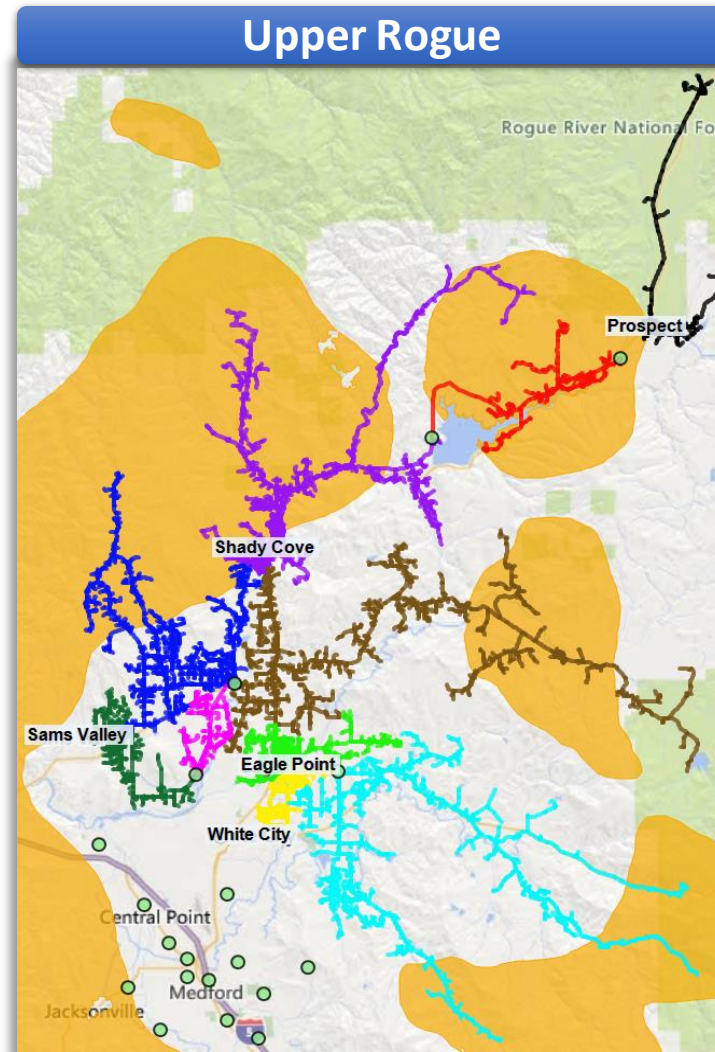 Upper Rogue
Rogue River National Fo
Prospect
Shady Cove
Sams Valley
Eagle Point
White City
Central Point
Medford
Jacksonville
5